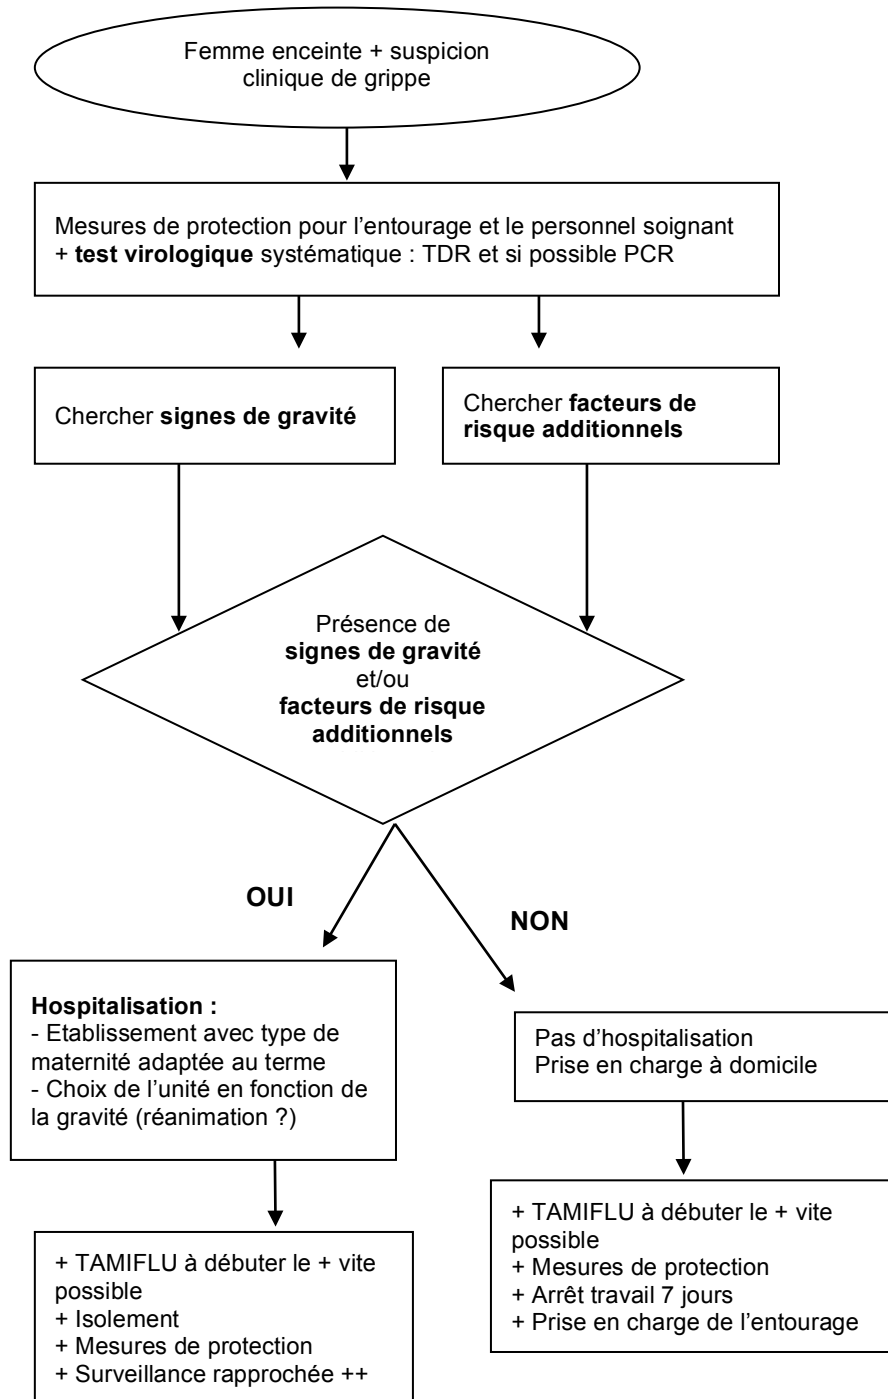 Femme enceinte + suspicion
clinique de grippe
Mesures de protection pour l'entourage et le personnel soignant
+ test virologique systématique : TDR et si possible PCR
Chercher signes de gravité
Chercher facteurs de
risque additionnels
Présence de
signes de gravité
et/ou
facteurs de risque
additionnels
OUI
NON
Hospitalisation :
- Etablissement avec type de
maternité adaptée au terme
- Choix de l'unité en fonction de
la gravité (réanimation ?)
Pas d'hospitalisation
Prise en charge à domicile
+ TAMIFLU à débuter le + vite
possible
+ Isolement
+ Mesures de protection
+ Surveillance rapprochée ++
+ TAMIFLU à débuter le + vite
possible
+ Mesures de protection
+ Arrêt travail 7 jours
+ Prise en charge de l'entourage